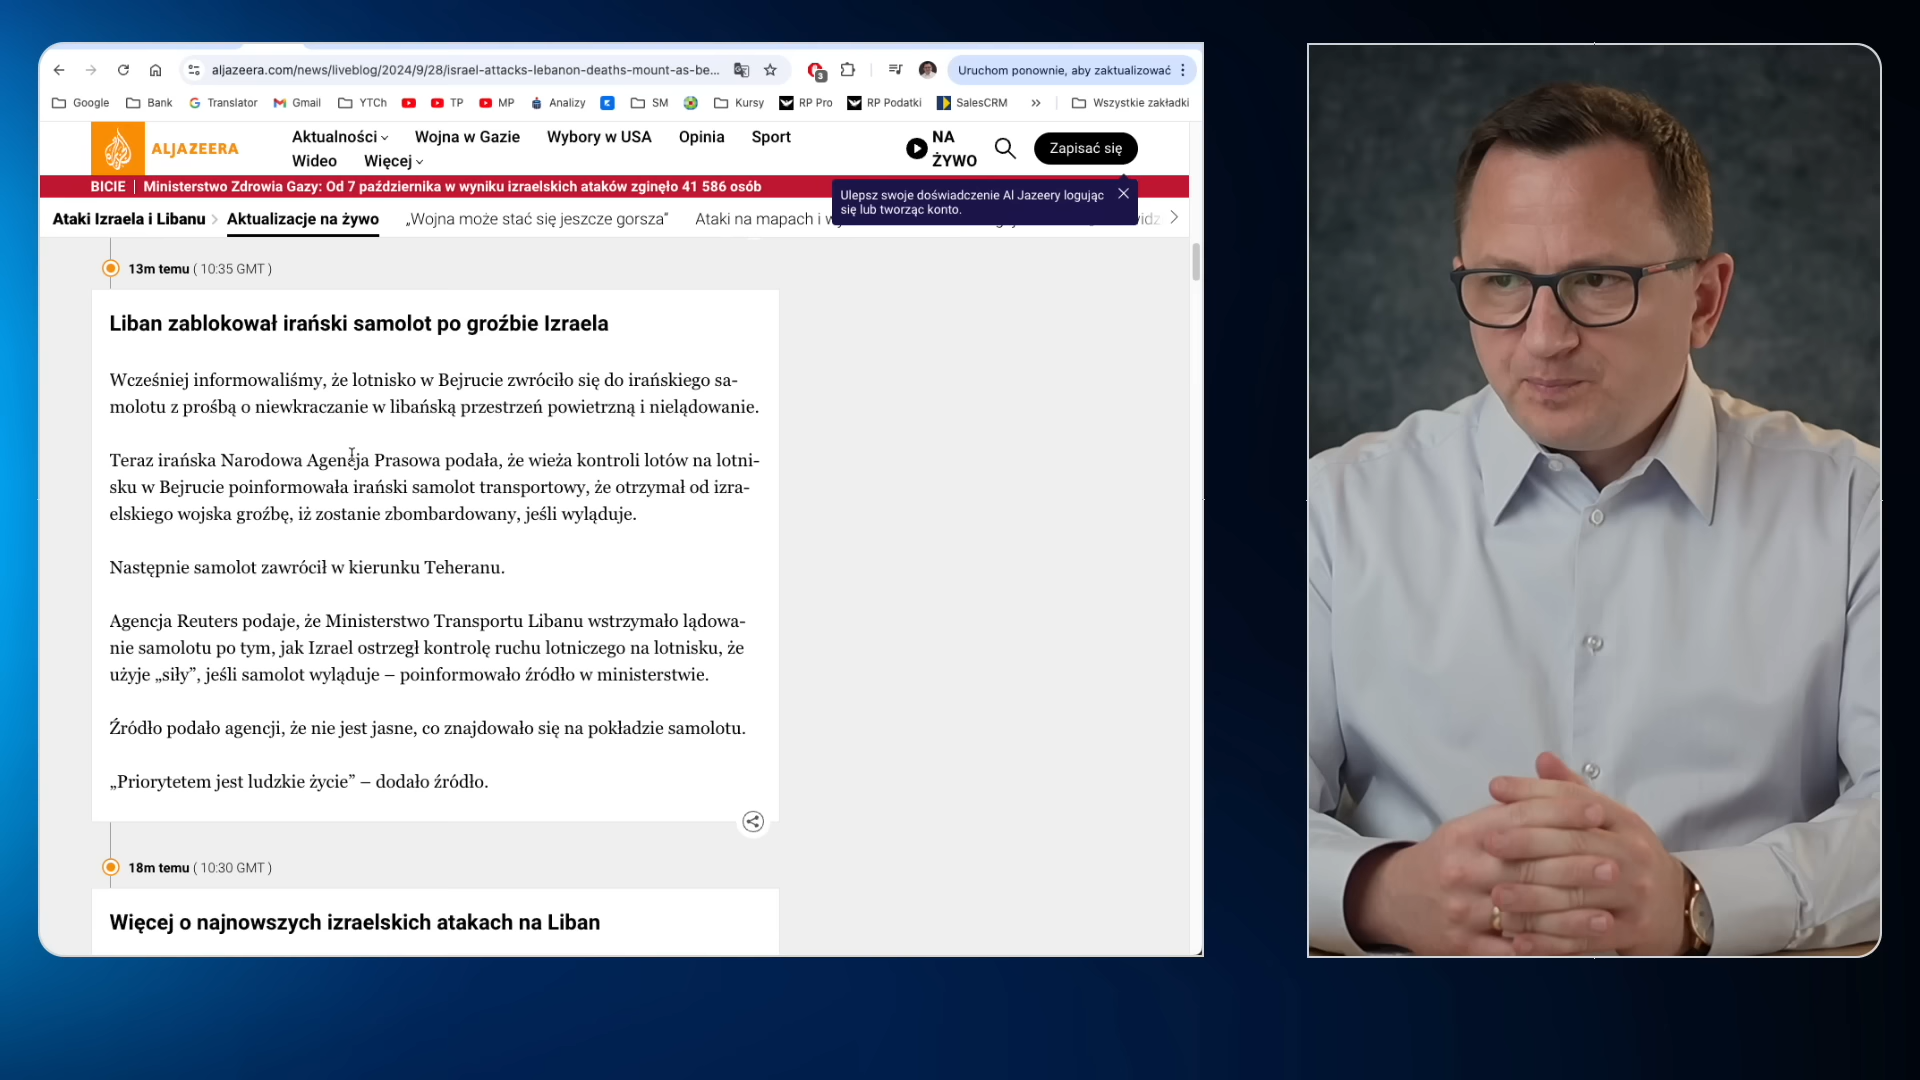 aljazeera.com/news/liveblog/2024/9/28/israel-attacks-lebanon-deaths-mount-as-be...
3
Uruchom ponownie, aby zaktualizować
Google
Bank
Translator
Gmail
YTCh
TP
MP
Analizy
SM
Kursy
RP Pro
RP Podatki
SalesCRM
Wszystkie zakładki
ALJAZEERA
Aktualności
Wojna w Gazie
Wybory w USA
Opinia
Sport
Wideo
Więcej
NA
ŻYWO
Zapisać się
BICIE | Ministerstwo Zdrowia Gazy: Od 7 października w wyniku izraelskich ataków zginęło 41 586 osób
Ulepsz swoje doświadczenie Al Jazeery logując
się lub tworząc konto.
Ataki Izraela i Libanu
Aktualizacje na żywo
„Wojna może stać się jeszcze gorsza”
Ataki na mapach i
13m temu ( 10:35 GMT )
Liban zablokował irański samolot po groźbie Izraela
Wcześniej informowaliśmy, że lotnisko w Bejrucie zwróciło się do irańskiego sa-
molotu z prośbą o niewkraczanie w libańską przestrzeń powietrzną i nielądowanie.
Teraz irańska Narodowa Agencja Prasowa podała, że wieża kontroli lotów na lotni-
sku w Bejrucie poinformowała irański samolot transportowy, że otrzymał od izra-
elskiego wojska groźbę, iż zostanie zbombardowany, jeśli wyląduje.
Następnie samolot zawrócił w kierunku Teheranu.
Agencja Reuters podaje, że Ministerstwo Transportu Libanu wstrzymało lądowa-
nie samolotu po tym, jak Izrael ostrzegł kontrolę ruchu lotniczego na lotnisku, że
użyje „siły”, jeśli samolot wyląduje – poinformowało źródło w ministerstwie.
Źródło podało agencji, że nie jest jasne, co znajdowało się na pokładzie samolotu.
„Priorytetem jest ludzkie życie” – dodało źródło.
18m temu ( 10:30 GMT )
Więcej o najnowszych izraelskich atakach na Liban